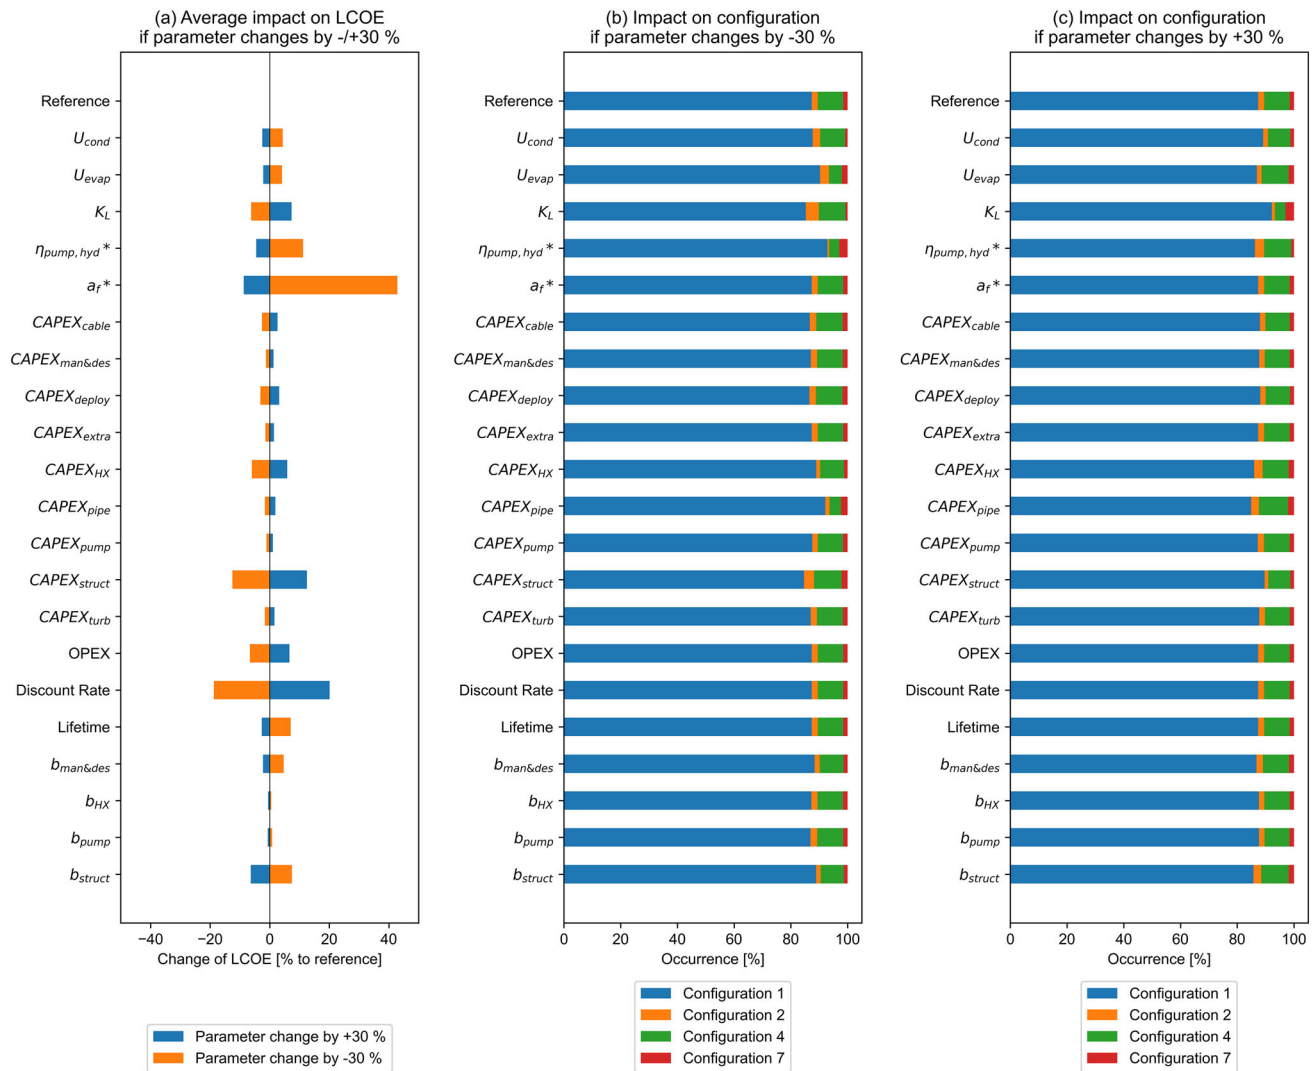 (a) Average impact on LCOE
if parameter changes by -/+30 %
Reference
U_cond
U_evap
K_L
η_pump, hyd *
a_f *
CAPEX_cable
CAPEX_man&des
CAPEX_deploy
CAPEX_extra
CAPEX_HX
CAPEX_pipe
CAPEX_pump
CAPEX_struct
CAPEX_turb
OPEX
Discount Rate
Lifetime
b_man&des
b_HX
b_pump
b_struct
−40 −20 0 20 40
Change of LCOE [% to reference]
Parameter change by +30 %
Parameter change by -30 %
(b) Impact on configuration
if parameter changes by -30 %
Reference
U_cond
U_evap
K_L
η_pump, hyd *
a_f *
CAPEX_cable
CAPEX_man&des
CAPEX_deploy
CAPEX_extra
CAPEX_HX
CAPEX_pipe
CAPEX_pump
CAPEX_struct
CAPEX_turb
OPEX
Discount Rate
Lifetime
b_man&des
b_HX
b_pump
b_struct
0 20 40 60 80 100
Occurrence [%]
Configuration 1
Configuration 2
Configuration 4
Configuration 7
(c) Impact on configuration
if parameter changes by +30 %
Reference
U_cond
U_evap
K_L
η_pump, hyd *
a_f *
CAPEX_cable
CAPEX_man&des
CAPEX_deploy
CAPEX_extra
CAPEX_HX
CAPEX_pipe
CAPEX_pump
CAPEX_struct
CAPEX_turb
OPEX
Discount Rate
Lifetime
b_man&des
b_HX
b_pump
b_struct
0 20 40 60 80 100
Occurrence [%]
Configuration 1
Configuration 2
Configuration 4
Configuration 7